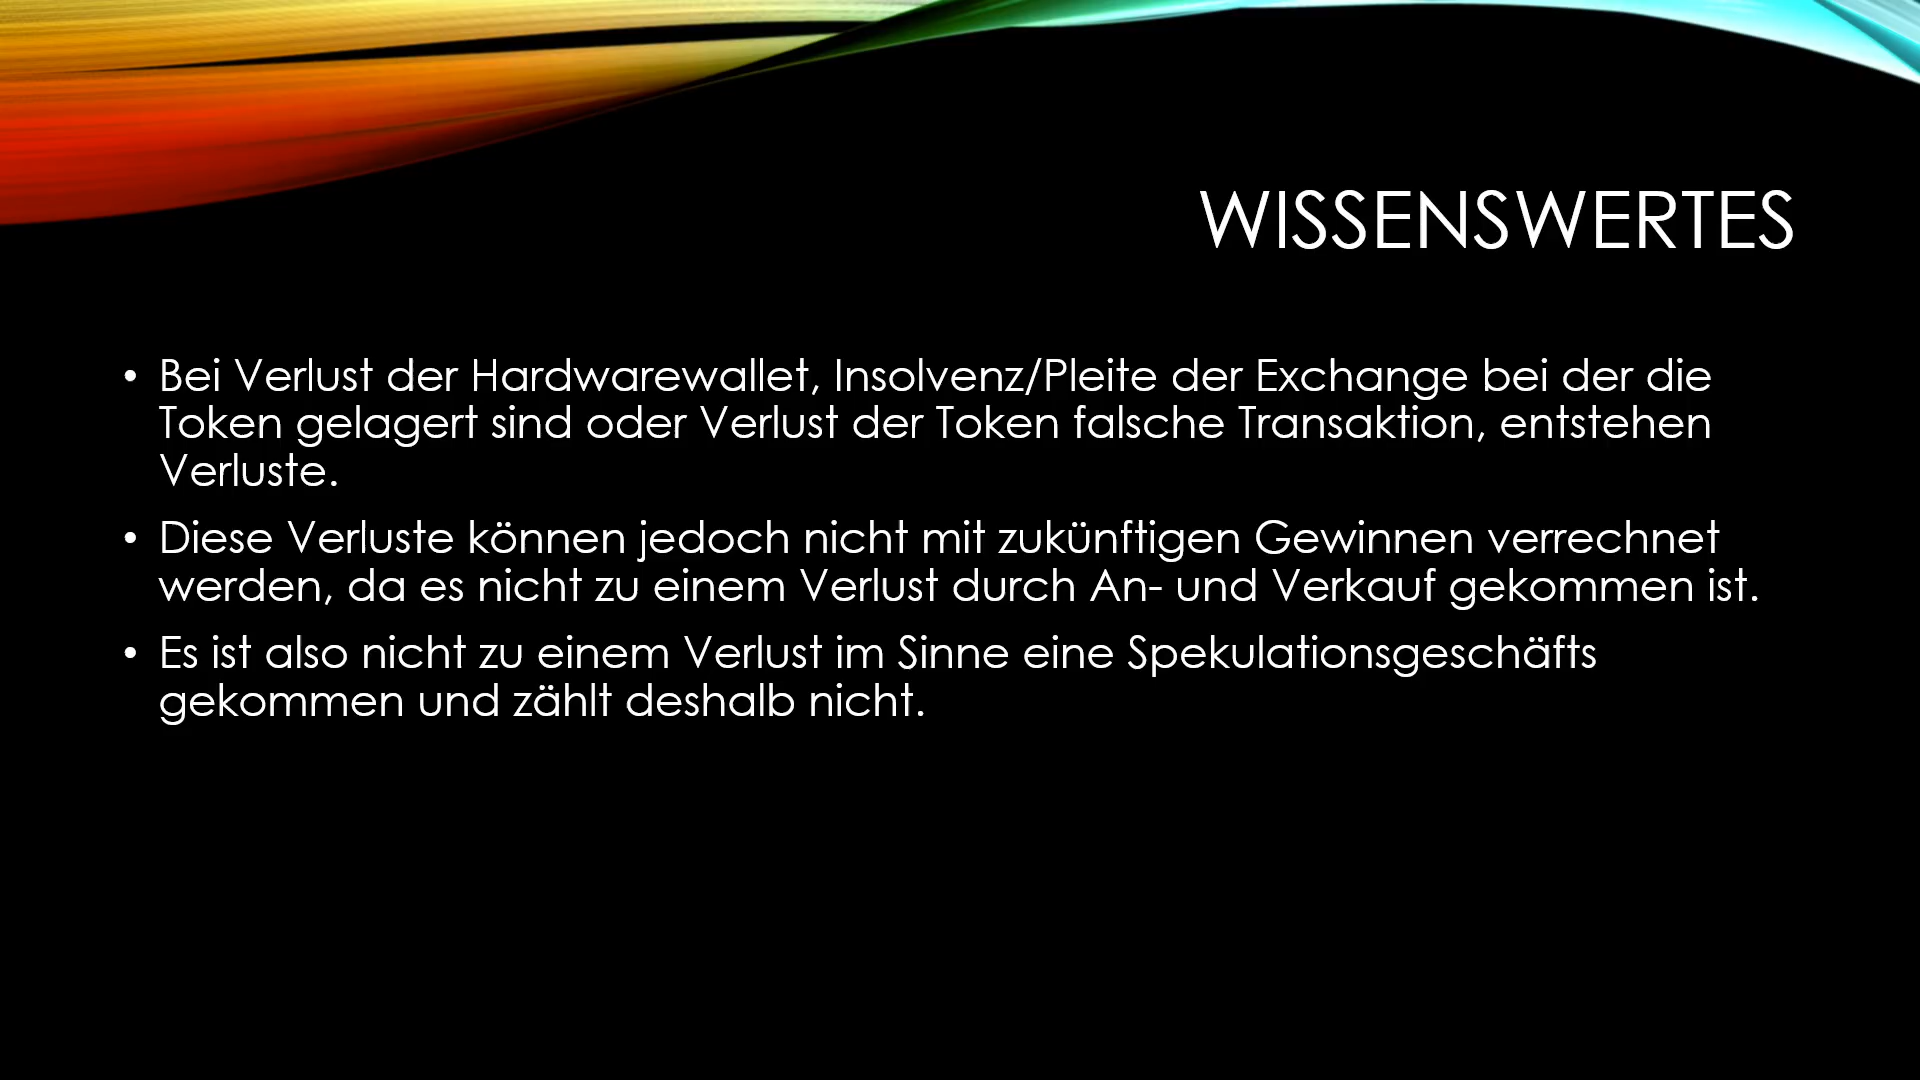 WISSENSWERTES
• Bei Verlust der Hardwarewallet, Insolvenz/Pleite der Exchange bei der die
Token gelagert sind oder Verlust der Token falsche Transaktion, entstehen
Verluste.
• Diese Verluste können jedoch nicht mit zukünftigen Gewinnen verrechnet
werden, da es nicht zu einem Verlust durch An- und Verkauf gekommen ist.
• Es ist also nicht zu einem Verlust im Sinne eine Spekulationsgeschäfts
gekommen und zählt deshalb nicht.